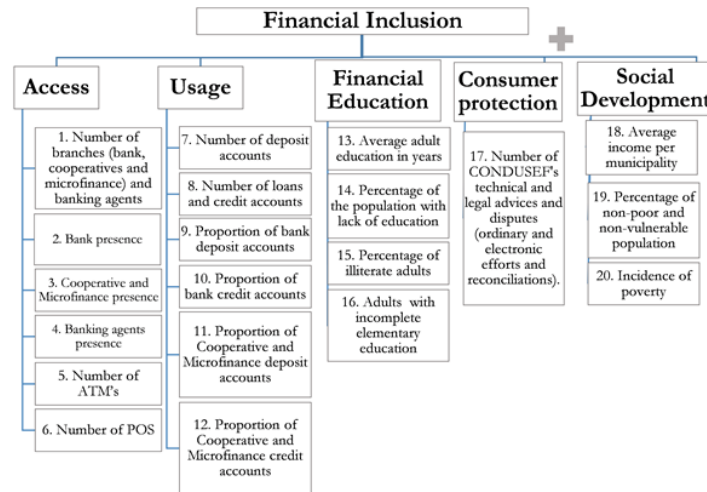 Financial Inclusion
Access
1. Number of
branches (bank,
cooperatives and
microfinance) and
banking agents
2. Bank presence
3. Cooperative and
Microfinance presence
4. Banking agents
presence
5. Number of
ATM's
6. Number of POS
Usage
7. Number of deposit
accounts
8. Number of loans
and credit accounts
9. Proportion of bank
deposit accounts
10. Proportion of
bank credit accounts
11. Proportion of
Cooperative and
Microfinance deposit
accounts
12. Proportion of
Cooperative and
Microfinance credit
accounts
Financial
Education
13. Average adult
education in years
14. Percentage of
the population with
lack of education
15. Percentage of
illiterate adults
16. Adults with
incomplete
elementary
education
Consumer
protection
17. Number of
CONDUSEF's
technical and
legal advices and
disputes
(ordinary and
electronic
efforts and
reconciliations).
Social
Development
18. Average
income per
municipality
19. Percentage of
non-poor and
non-vulnerable
population
20. Incidence of
poverty